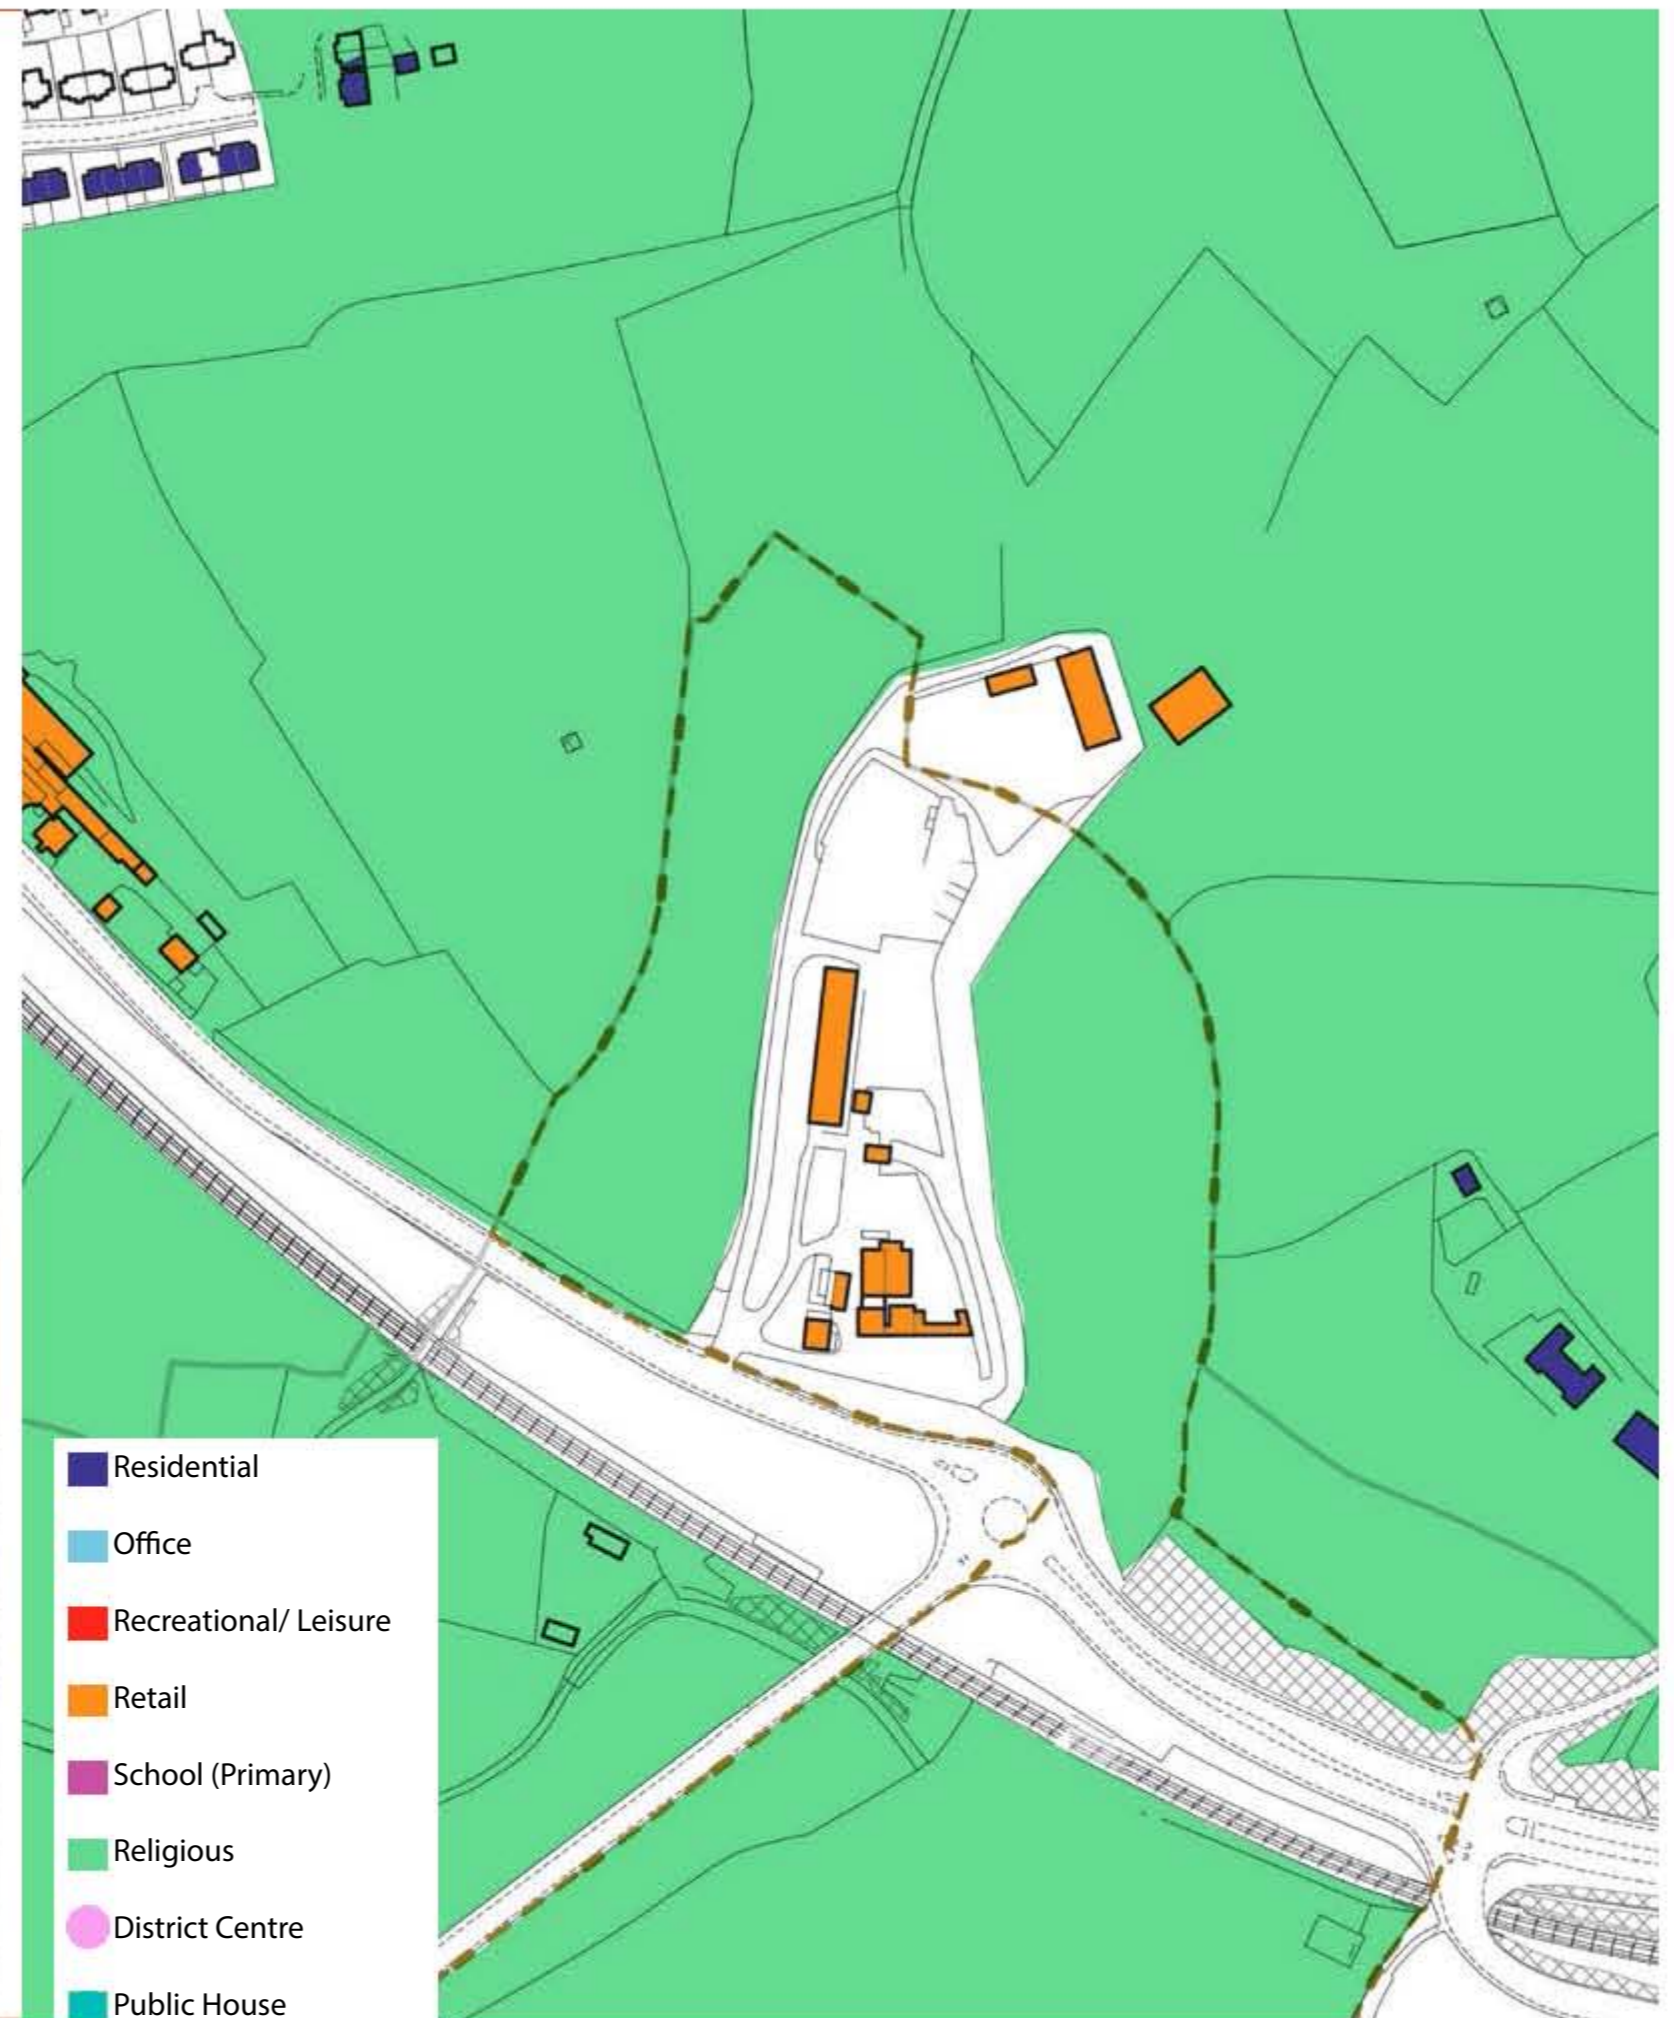 Residential
Office
Recreational/ Leisure
Retail
School (Primary)
Religious
District Centre
Public House